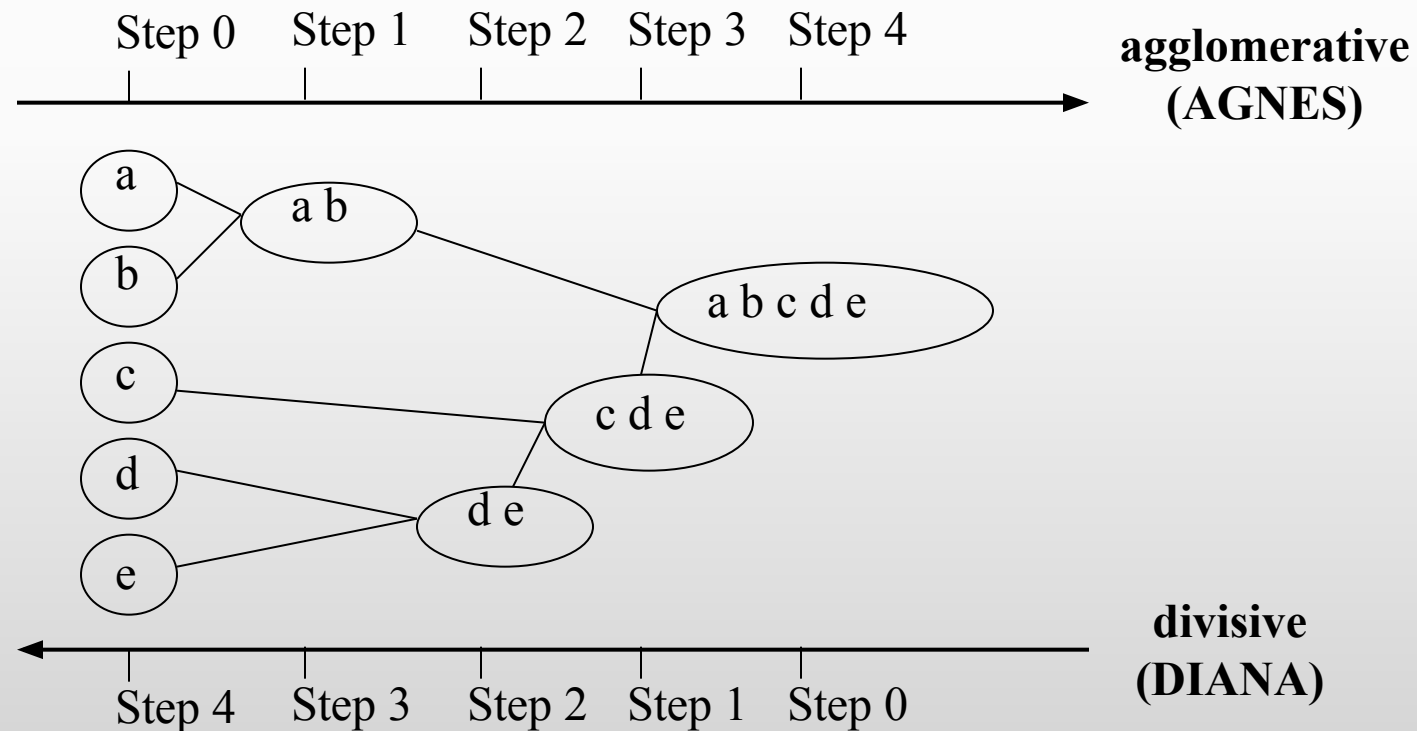 Step 0 Step 1 Step 2 Step 3 Step 4
agglomerative
(AGNES)
a
a b
b
a b c d e
c
c d e
d
d e
e
divisive
(DIANA)
Step 4 Step 3 Step 2 Step 1 Step 0